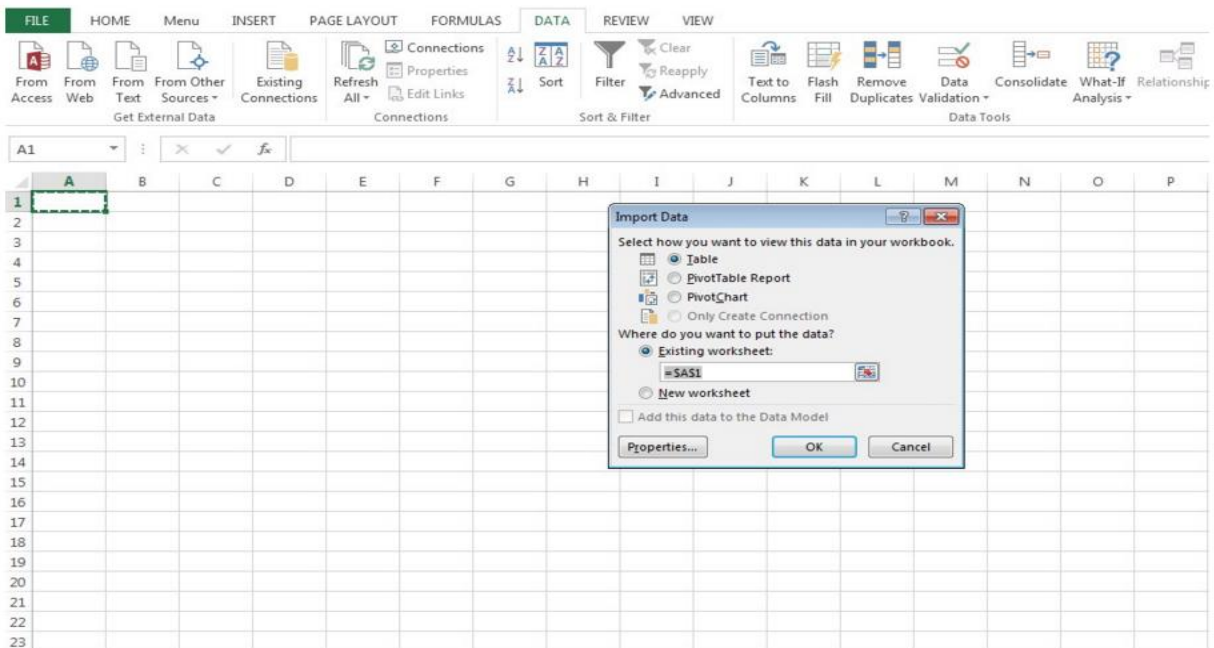 FILE HOME Menu INSERT PAGE LAYOUT FORMULAS DATA REVIEW VIEW
From Access
From Web
From Text
From Other Sources
Existing Connections
Refresh All
Connections
Properties
Edit Links
Sort
Filter
Clear
Reapply
Advanced
Text to Columns
Flash Fill
Remove Duplicates
Data Validation
Consolidate
What-If Analysis
Relationship
Get External Data
Connections
Sort & Filter
Data Tools
A1 fx
A B C D E F G H I J K L M N O P
1
2
3
4
5
6
7
8
9
10
11
12
13
14
15
16
17
18
19
20
21
22
23
Import Data
Select how you want to view this data in your workbook.
Table
PivotTable Report
PivotChart
Only Create Connection
Where do you want to put the data?
Existing worksheet:
=$A$1
New worksheet
Add this data to the Data Model
Properties... OK Cancel